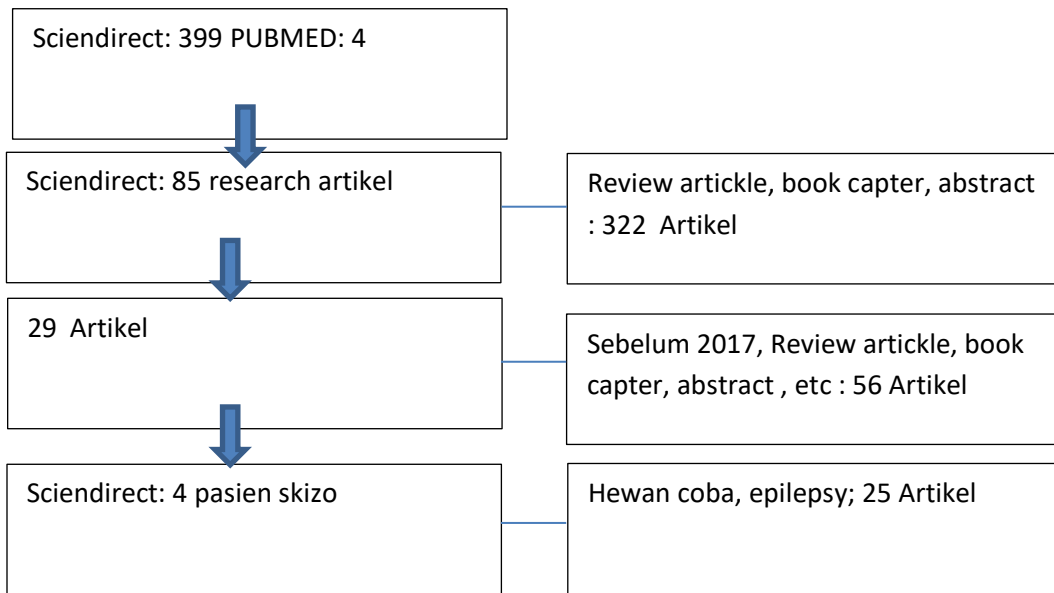 Sciendirect: 399 PUBMED: 4
Sciendirect: 85 research artikel
Review artickle, book capter, abstract
: 322  Artikel
29  Artikel
Sebelum 2017, Review artickle, book
capter, abstract , etc : 56 Artikel
Sciendirect: 4 pasien skizo
Hewan coba, epilepsy; 25 Artikel